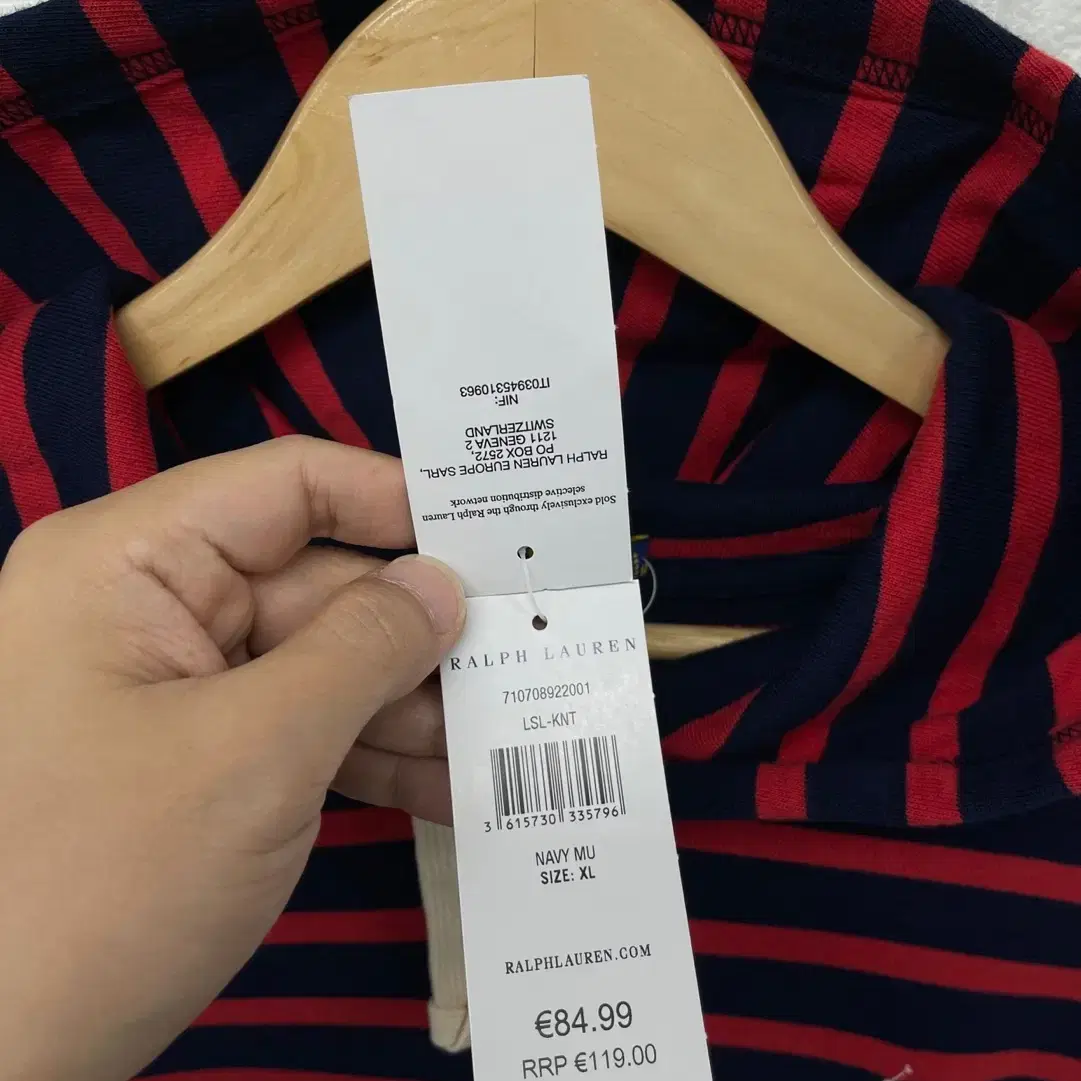 Sold exclusively through the Ralph Lauren
selective distribution network
RALPH LAUREN EUROPE SARL,
PO BOX 2572,
1211 GENEVA 2
SWITZERLAND
NIF:
IT03945310963
RALPH LAUREN
710708922001
LSL-KNT
3 615730 335796
NAVY MU
SIZE: XL
RALPHLAUREN.COM
€84.99
RRP €119.00